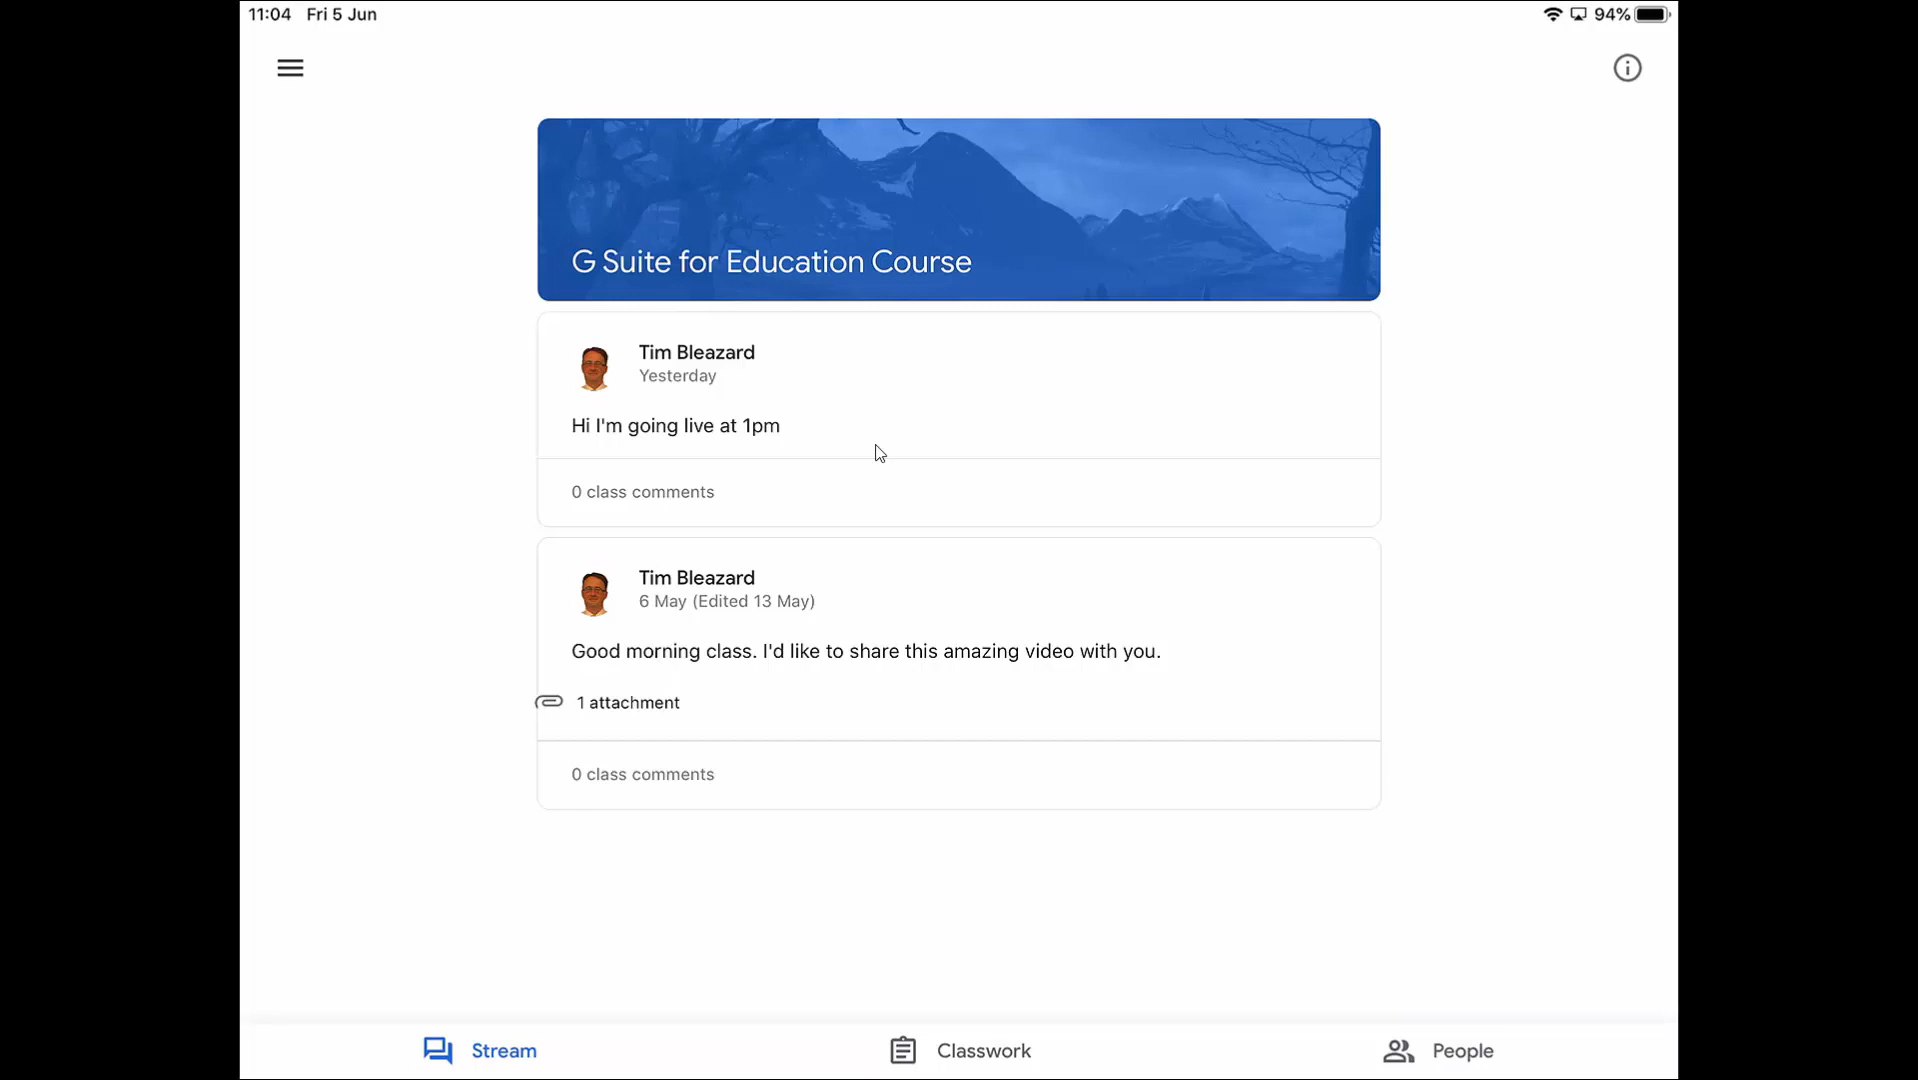 11:04 Fri 5 Jun 94%
G Suite for Education Course
Tim Bleazard
Yesterday
Hi I'm going live at 1pm
0 class comments
Tim Bleazard
6 May (Edited 13 May)
Good morning class. I'd like to share this amazing video with you.
1 attachment
0 class comments
Stream Classwork People